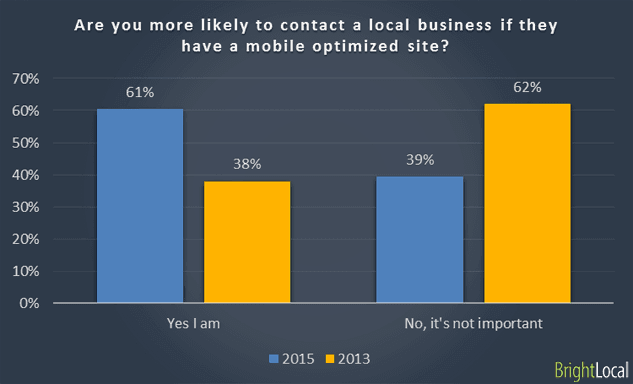 Are you more likely to contact a local business if they
have a mobile optimized site?
70%
60%
50%
40%
30%
20%
10%
0%
61%
38%
39%
62%
Yes I am
No, it's not important
2015
2013
BrightLocal